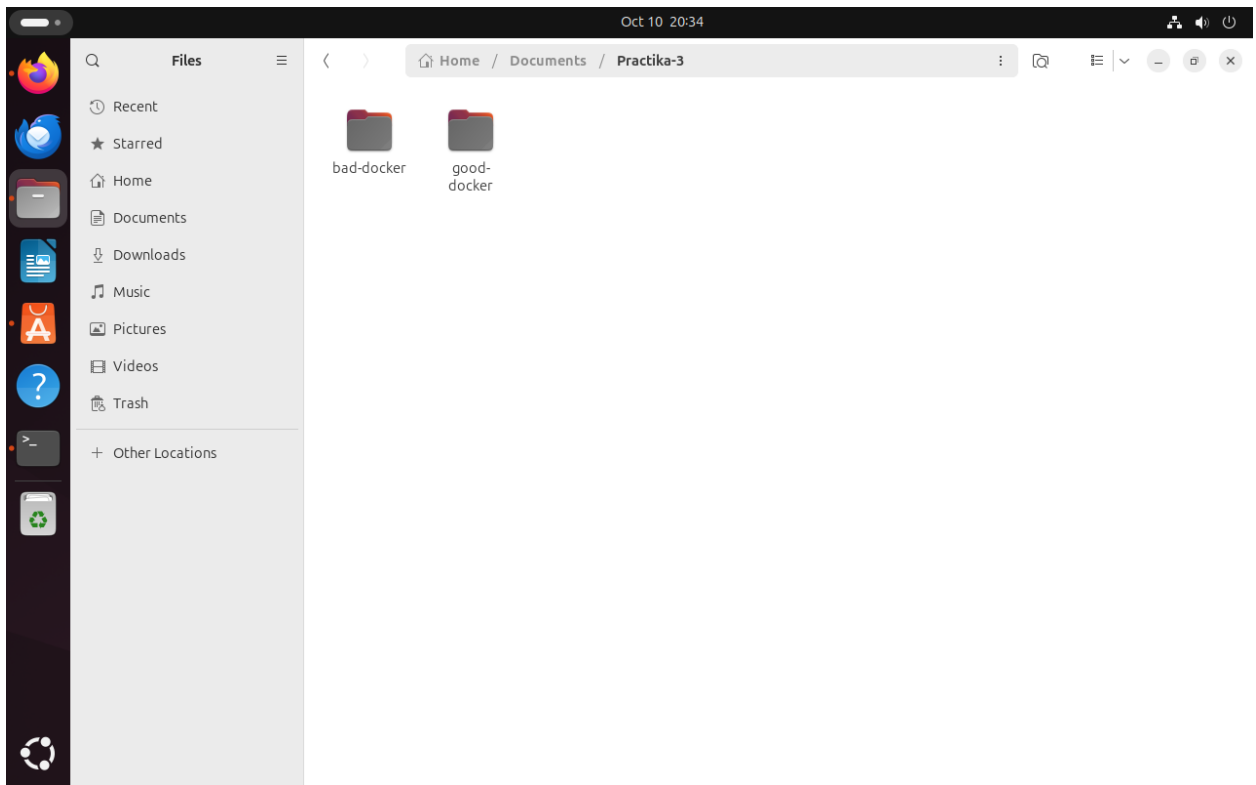 Oct 10 20:34
Files
Home / Documents / Practika-3
Recent
Starred
Home
Documents
Downloads
Music
Pictures
Videos
Trash
+ Other Locations
bad-docker
good-
docker
A
?
>_